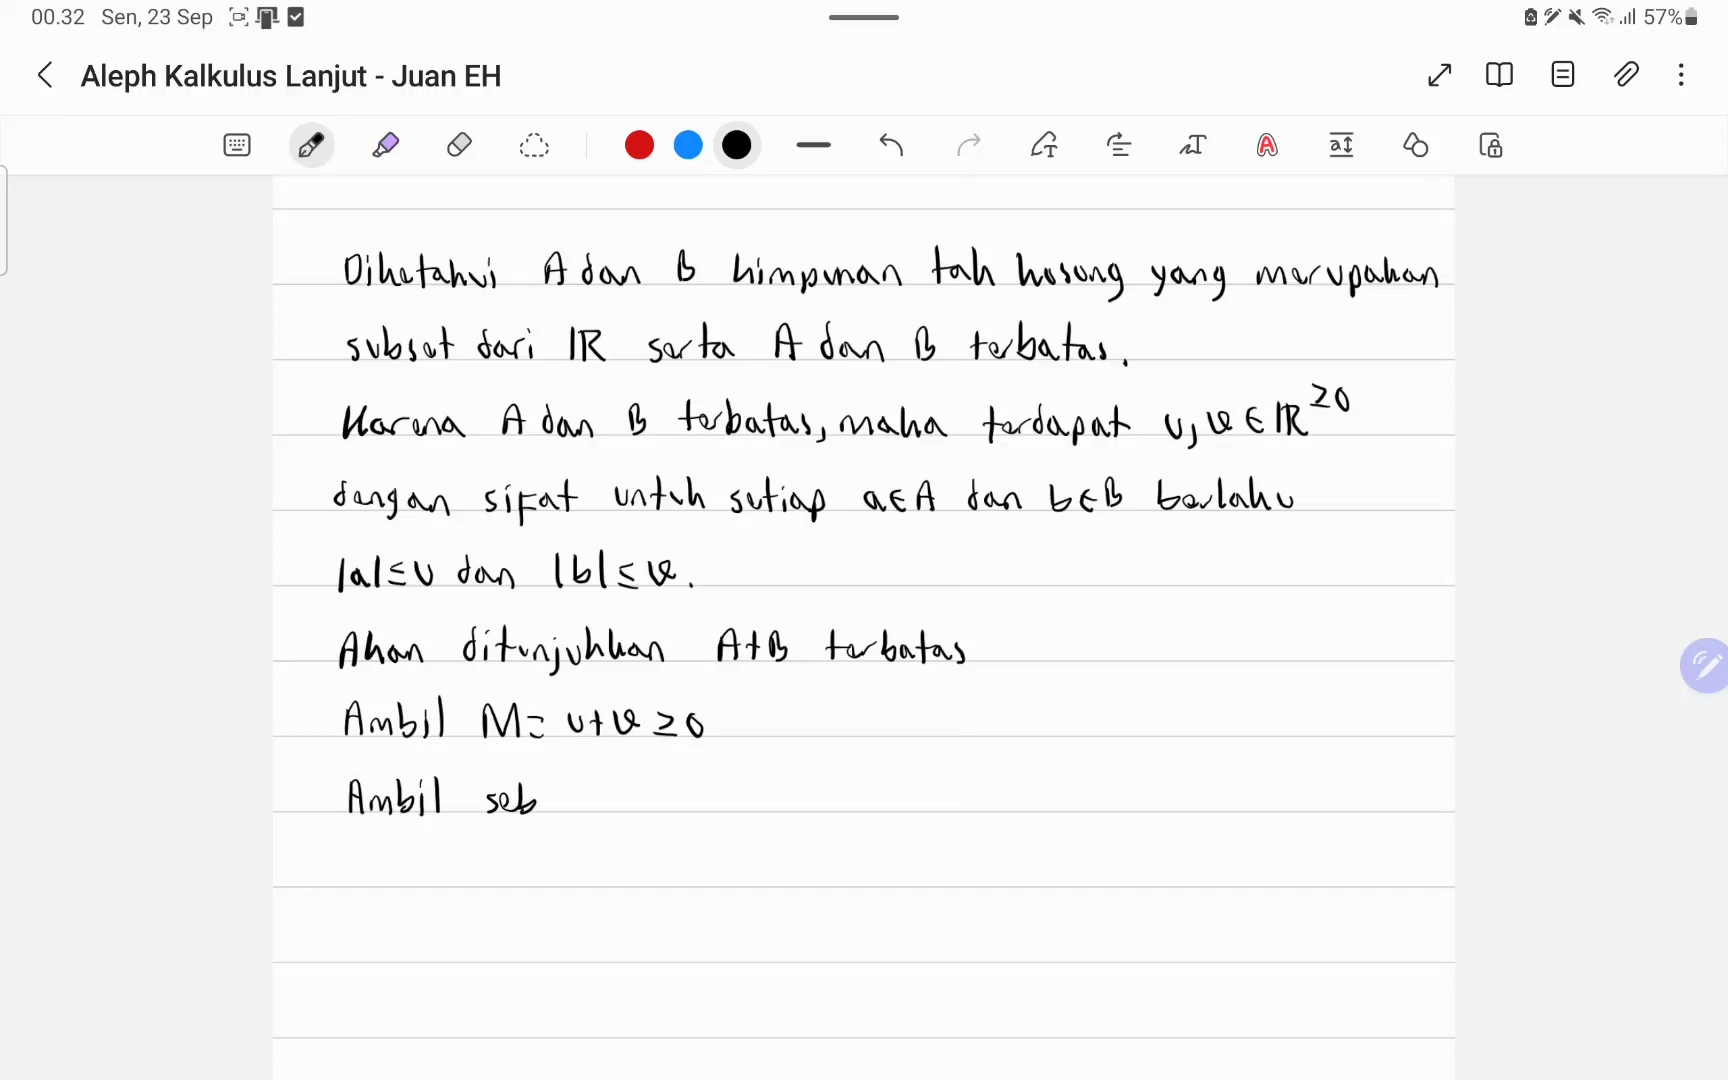 00.32 Sen, 23 Sep 57%
Aleph Kalkulus Lanjut - Juan EH
Diketahui A dan B himpunan tak kosong yang merupakan
subset dari ℝ serta A dan B terbatas.
Karena A dan B terbatas, maka terdapat u, v ∈ ℝ^≥0
dengan sifat untuk setiap a∈A dan b∈B berlaku
|a| ≤ u dan |b| ≤ v.
Akan ditunjukkan A+B terbatas
Ambil M = u+v ≥ 0
Ambil seb